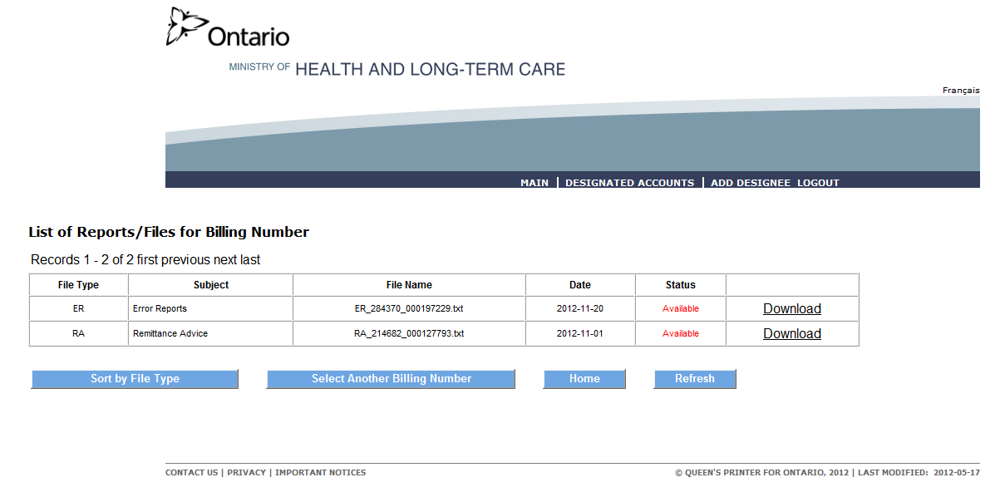 Ontario
MINISTRY OF HEALTH AND LONG-TERM CARE
Français
MAIN | DESIGNATED ACCOUNTS | ADD DESIGNEE LOGOUT
List of Reports/Files for Billing Number
Records 1 - 2 of 2 first previous next last
File Type Subject File Name Date Status
ER Error Reports ER_284370_000197229.txt 2012-11-20 Available Download
RA Remittance Advice RA_214682_000127793.txt 2012-11-01 Available Download
Sort by File Type Select Another Billing Number Home Refresh
CONTACT US | PRIVACY | IMPORTANT NOTICES © QUEEN'S PRINTER FOR ONTARIO, 2012 | LAST MODIFIED: 2012-05-17